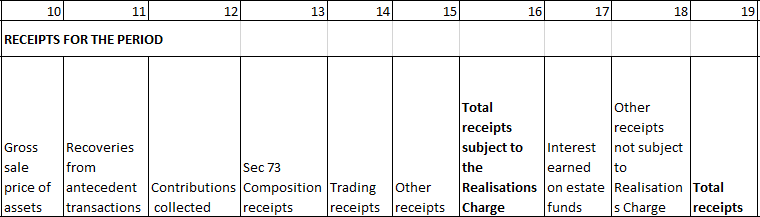 10 11 12 13 14 15 16 17 18 19
RECEIPTS FOR THE PERIOD
Gross
sale
price of
assets
Recoveries
from
antecedent
transactions
Contributions
collected
Sec 73
Composition
receipts
Trading
receipts
Other
receipts
Total
receipts
subject to
the
Realisations
Charge
Interest
earned
on estate
funds
Other
receipts
not subject
to
Realisation
s Charge
Total
receipts